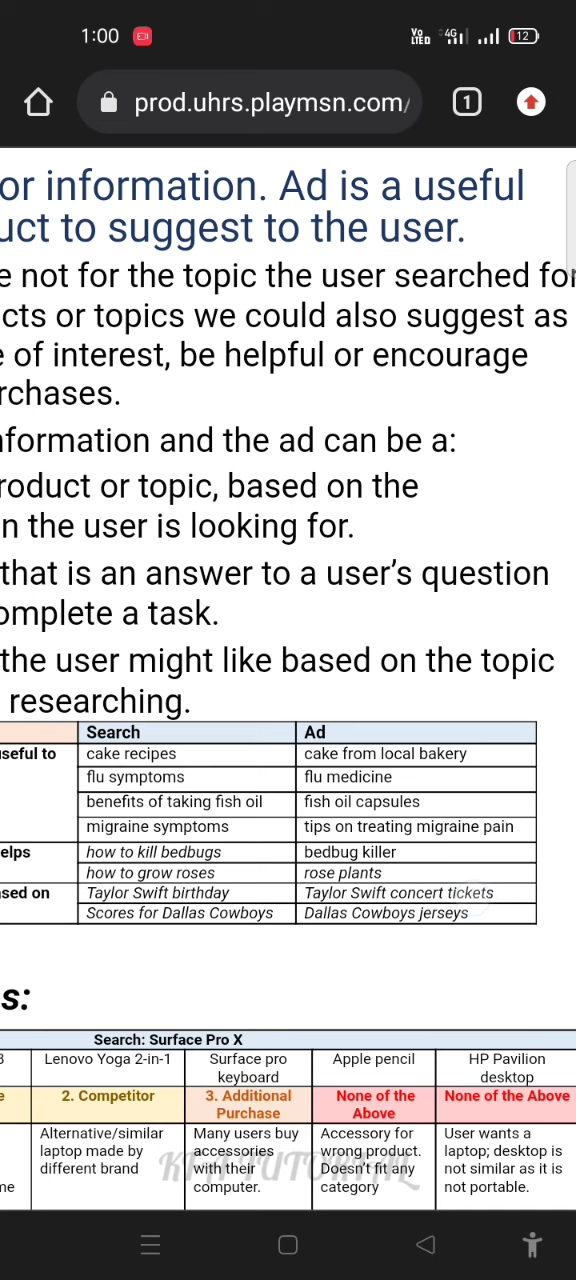 1:00
Vo LTED 4G 12
prod.uhrs.playmsn.com/
1
or information. Ad is a useful
uct to suggest to the user.
e not for the topic the user searched for
cts or topics we could also suggest as
e of interest, be helpful or encourage
rchases.
nformation and the ad can be a:
roduct or topic, based on the
n the user is looking for.
that is an answer to a user's question
omplete a task.
the user might like based on the topic
researching.
Search Ad
seful to cake recipes cake from local bakery
flu symptoms flu medicine
benefits of taking fish oil fish oil capsules
migraine symptoms tips on treating migraine pain
elps how to kill bedbugs bedbug killer
how to grow roses rose plants
sed on Taylor Swift birthday Taylor Swift concert tickets
Scores for Dallas Cowboys Dallas Cowboys jerseys
s:
Search: Surface Pro X
3 Lenovo Yoga 2-in-1 Surface pro Apple pencil HP Pavilion
keyboard desktop
e 2. Competitor 3. Additional None of the None of the Above
Purchase Above
Alternative/similar Many users buy Accessory for User wants a
laptop made by accessories wrong product. laptop; desktop is
different brand with their Doesn't fit any not similar as it is
me computer. category not portable.